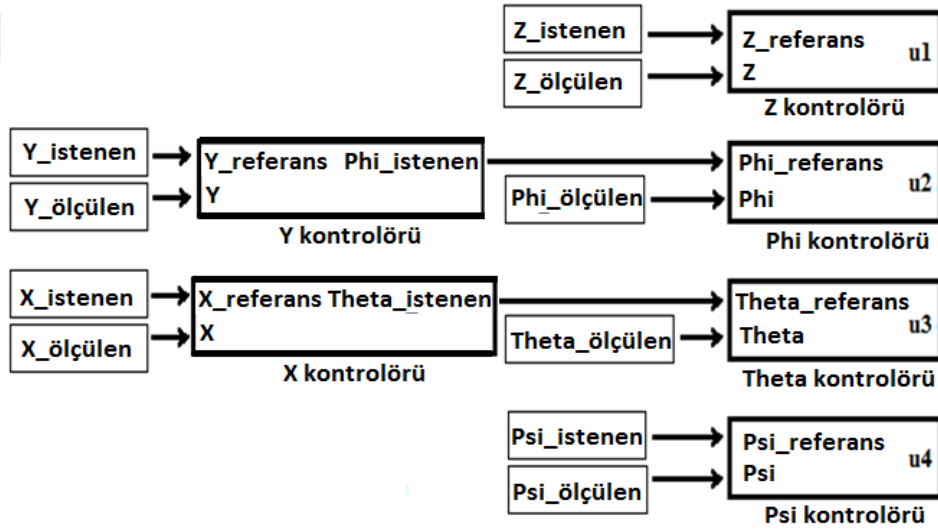 Z_istenen
Z_ölçülen
Z_referans
Z
u1
Z kontrolörü
Y_istenen
Y_ölçülen
Y_referans Phi_istenen
Y
Y kontrolörü
Phi_ölçülen
Phi_referans
Phi
u2
Phi kontrolörü
X_istenen
X_ölçülen
X_referans Theta_istenen
X
X kontrolörü
Theta_ölçülen
Theta_referans
Theta
u3
Theta kontrolörü
Psi_istenen
Psi_ölçülen
Psi_referans
Psi
u4
Psi kontrolörü